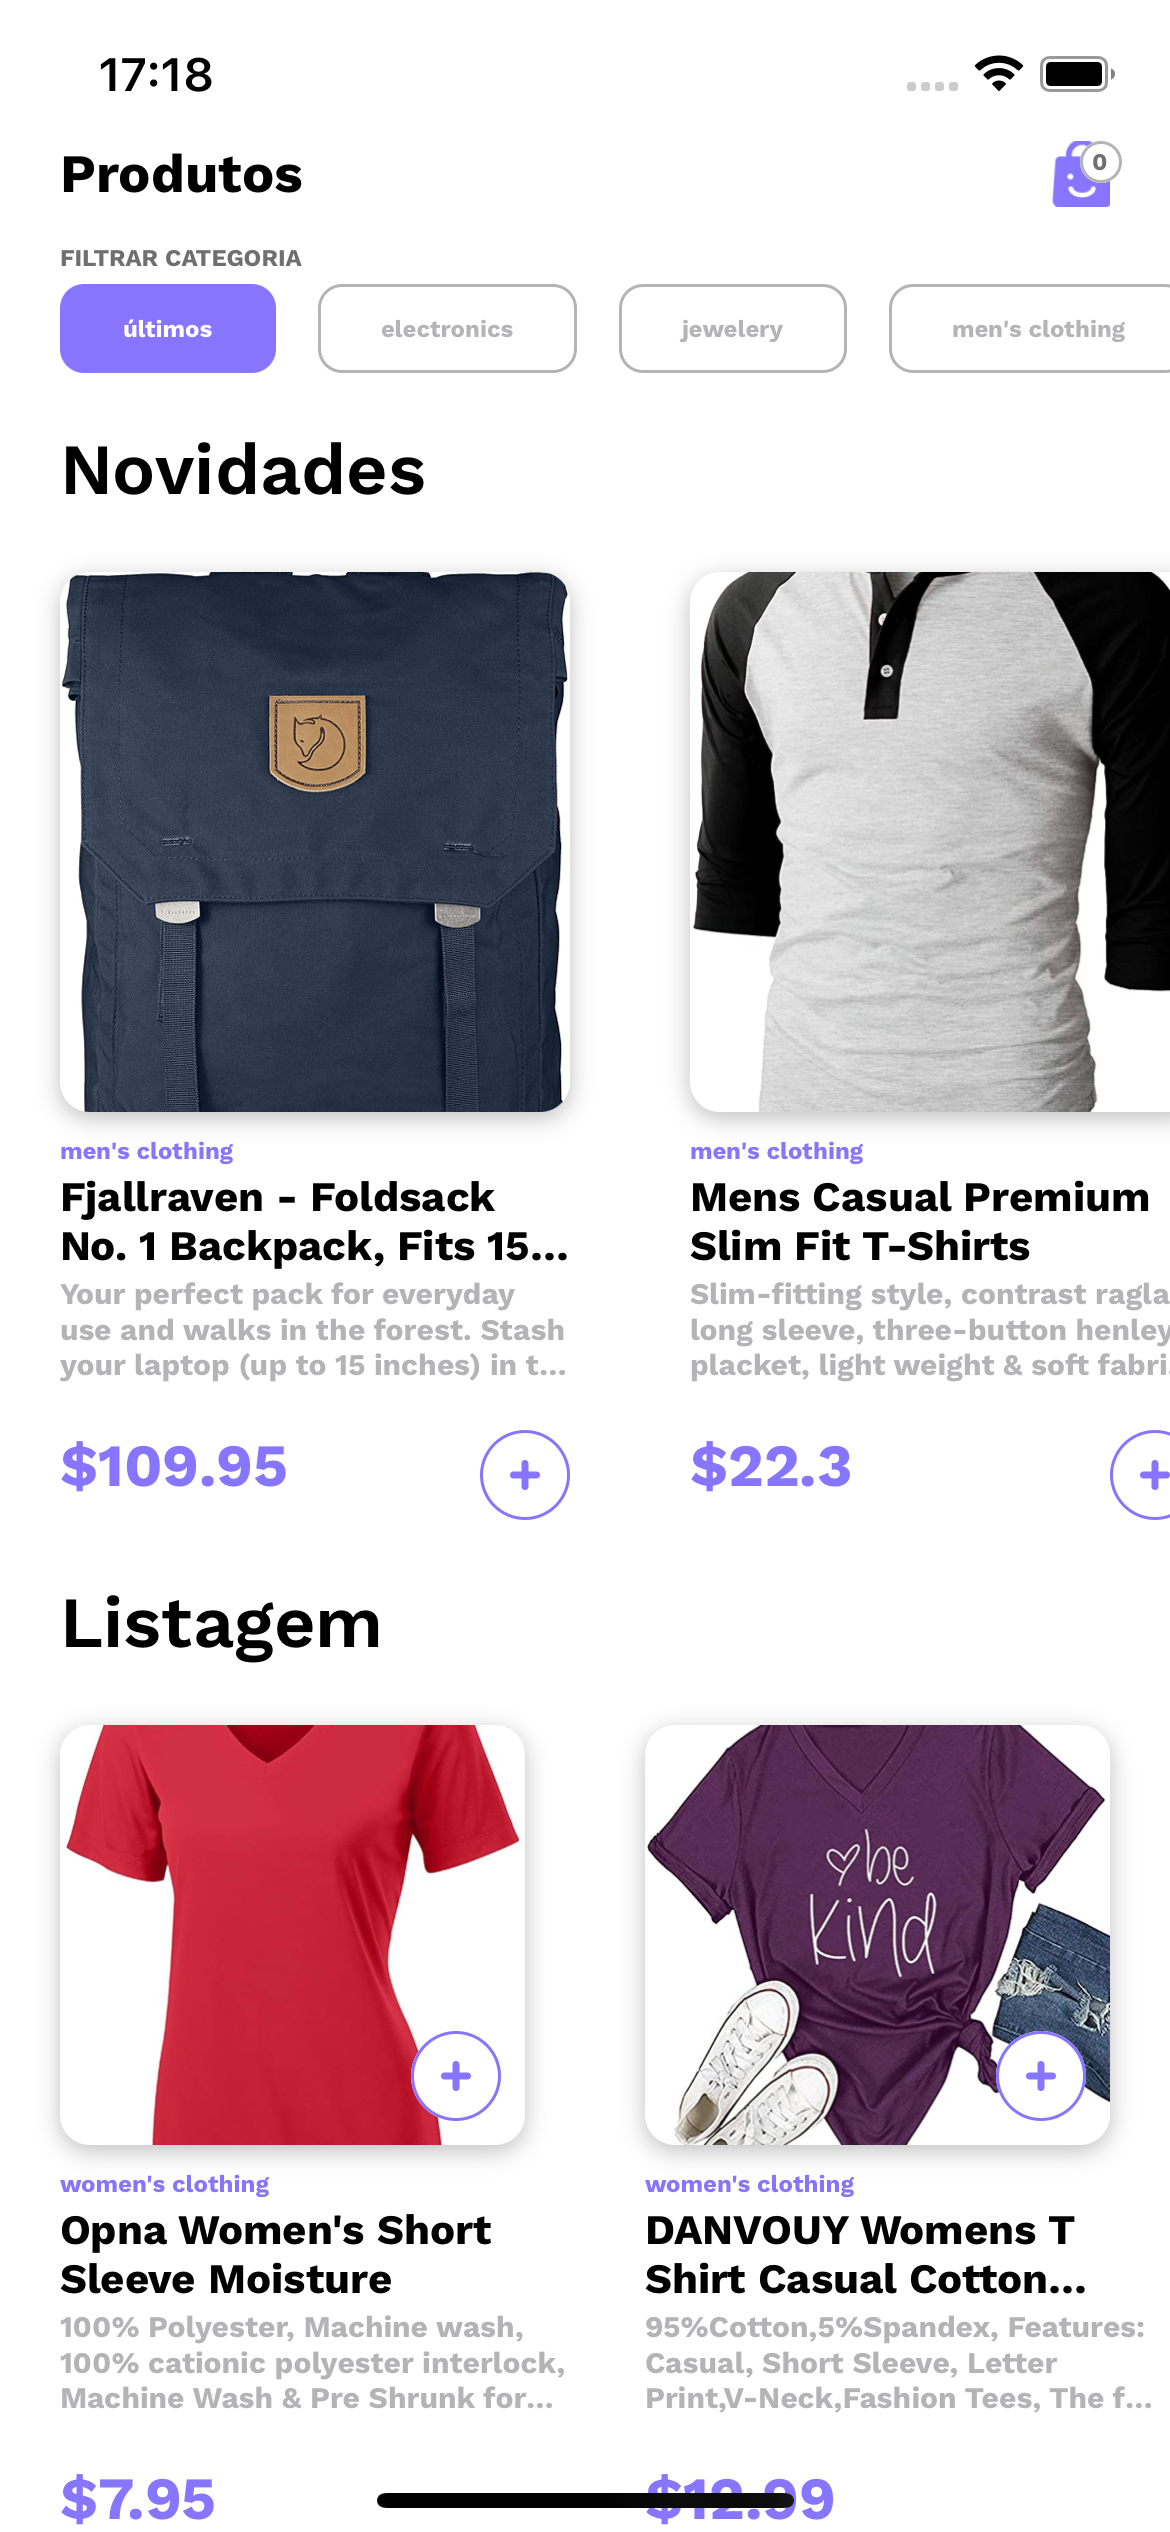 17:18
Produtos
0
FILTRAR CATEGORIA
últimos
electronics
jewelery
men's clothing
Novidades
men's clothing
Fjallraven - Foldsack
No. 1 Backpack, Fits 15...
Your perfect pack for everyday
use and walks in the forest. Stash
your laptop (up to 15 inches) in t...
$109.95
+
men's clothing
Mens Casual Premium
Slim Fit T-Shirts
Slim-fitting style, contrast ragla
long sleeve, three-button henley
placket, light weight & soft fabri
$22.3
+
Listagem
+
women's clothing
Opna Women's Short
Sleeve Moisture
100% Polyester, Machine wash,
100% cationic polyester interlock,
Machine Wash & Pre Shrunk for...
$7.95
be
kind
+
women's clothing
DANVOUY Womens T
Shirt Casual Cotton...
95%Cotton,5%Spandex, Features:
Casual, Short Sleeve, Letter
Print,V-Neck,Fashion Tees, The f...
$12.99